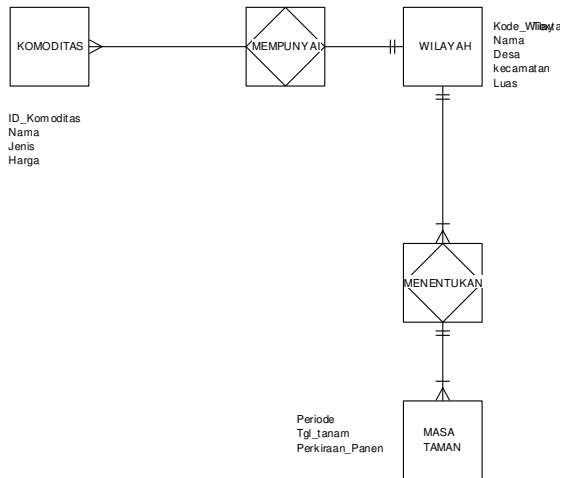 KOMODITAS
MEMPUNYAI
WILAYAH
Nama
Desa
kecamatan
Luas
ID_Komoditas
Nama
Jenis
Harga
MENENTUKAN
Periode
Tgl_tanam
Perkiraan_Panen
MASA
TAMAN